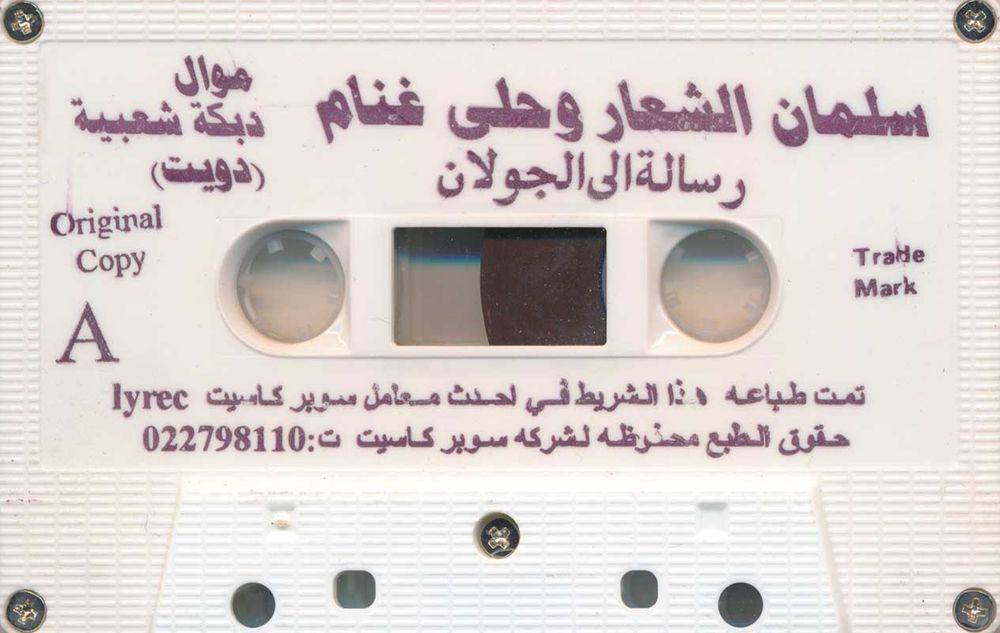 سلمان الشعار وحلى غنام
رسالة الى الجولان
موال
دبكة شعبية
(دويت)
Original
Copy
A
Trade
Mark
تمت طباعه هذا الشريط في احدث معامل سوبر كاسيت lyrec
حقوق الطبع محفوظه لشركه سوبر كاسيت ت:022798110